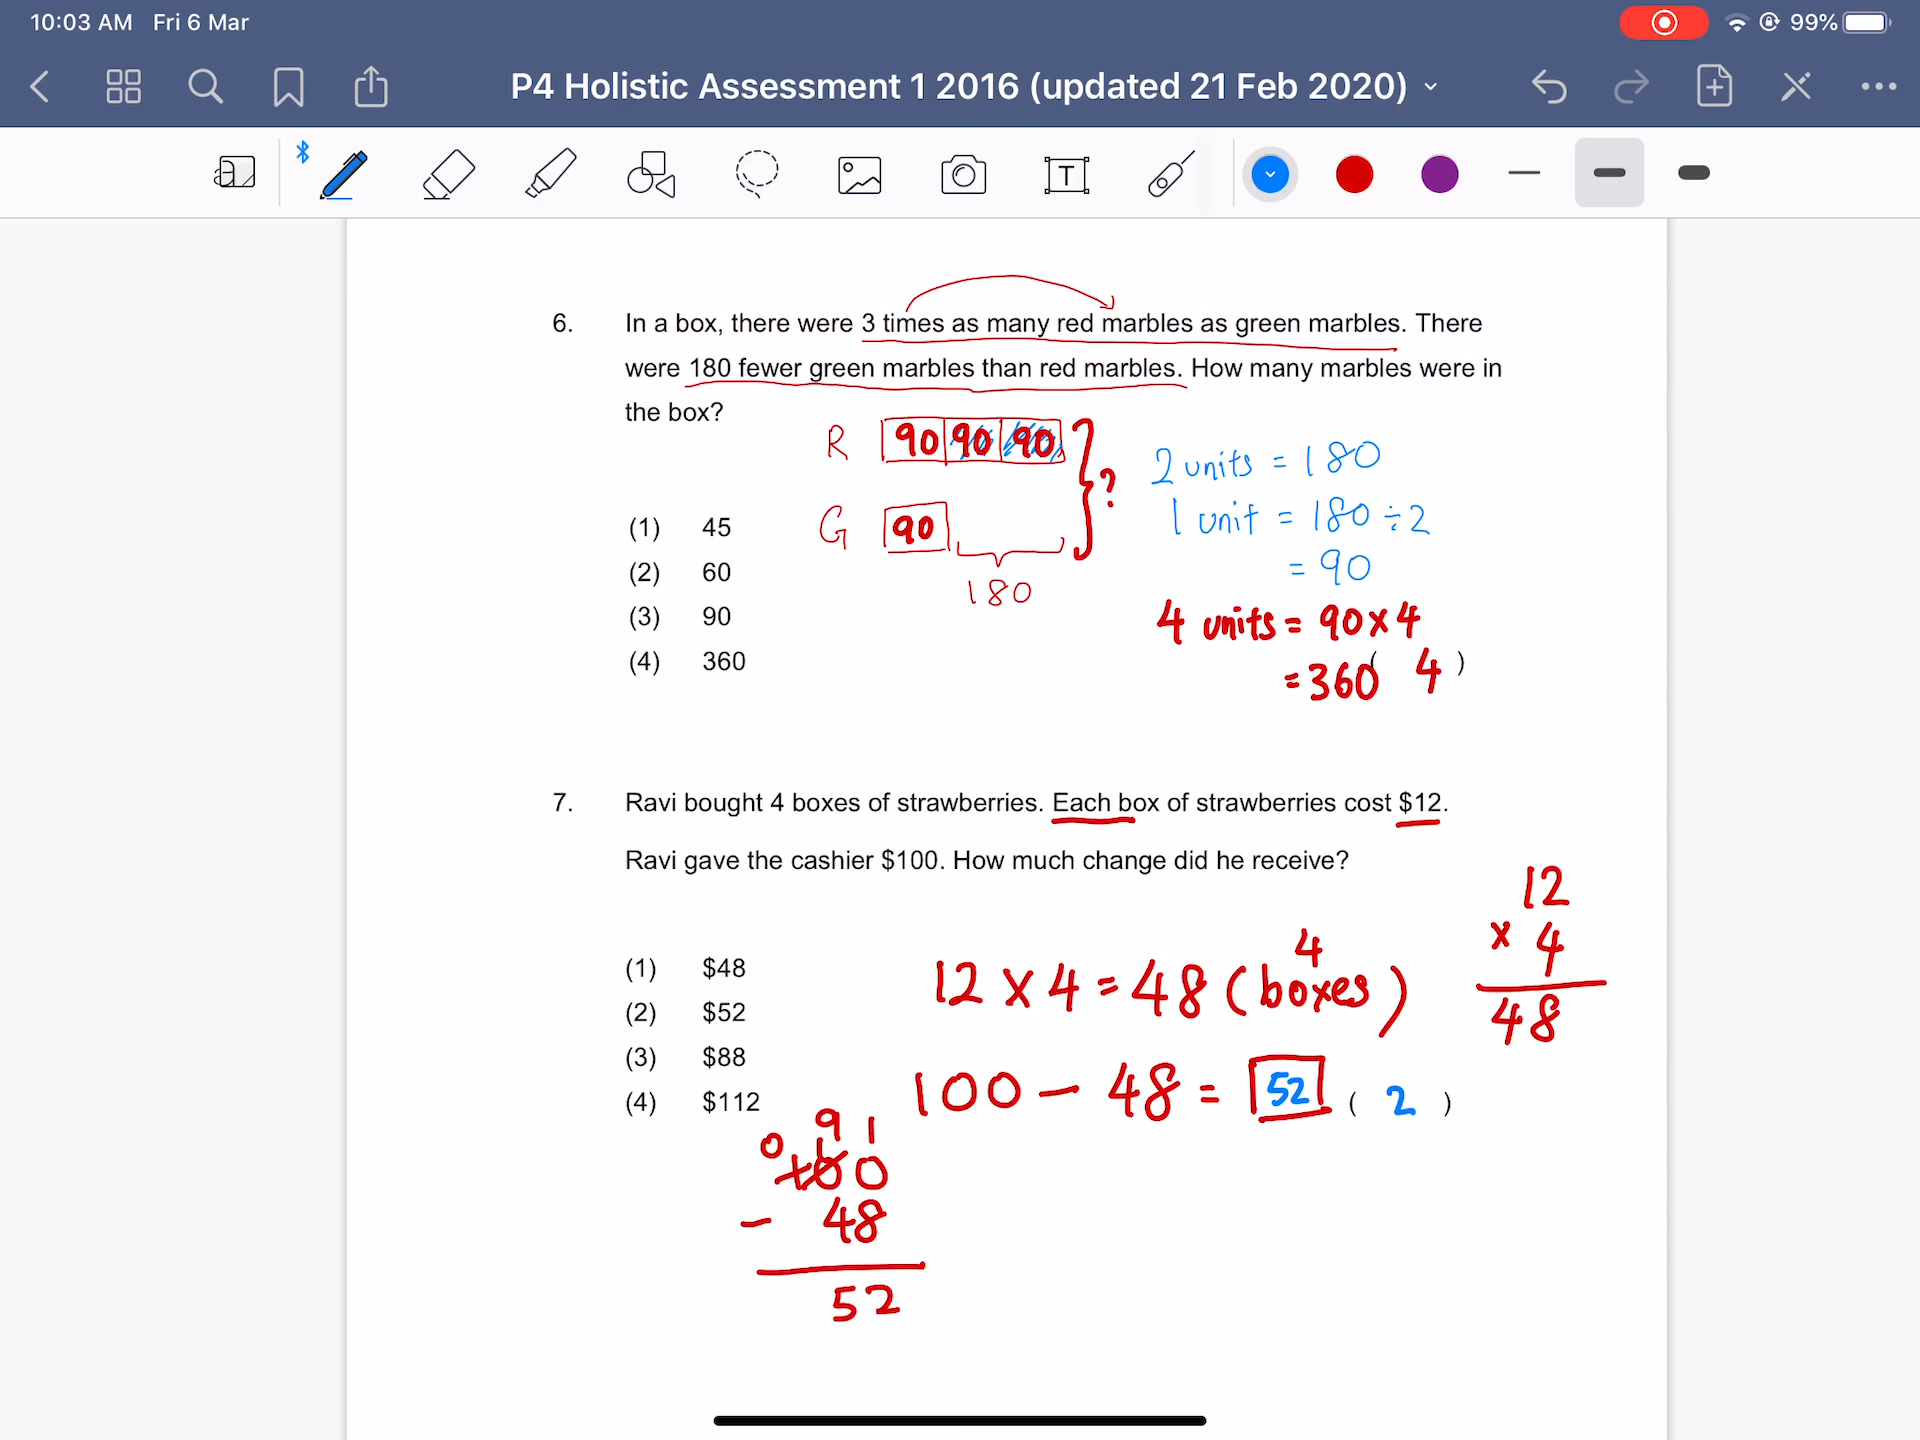 10:03 AM Fri 6 Mar 99%
P4 Holistic Assessment 1 2016 (updated 21 Feb 2020)
6. In a box, there were 3 times as many red marbles as green marbles. There
were 180 fewer green marbles than red marbles. How many marbles were in
the box?
R 90 90 90 ?
2 units = 180
(1) 45 G 90
1 unit = 180 ÷ 2
(2) 60 180
= 90
(3) 90
4 units = 90 x 4
(4) 360
= 360 ( 4 )
7. Ravi bought 4 boxes of strawberries. Each box of strawberries cost $12.
Ravi gave the cashier $100. How much change did he receive?
12
x 4
48
(1) $48
12 x 4 = 48 (4 boxes)
(2) $52
(3) $88
100 - 48 = 52 ( 2 )
(4) $112
0 9 1
100
- 48
52